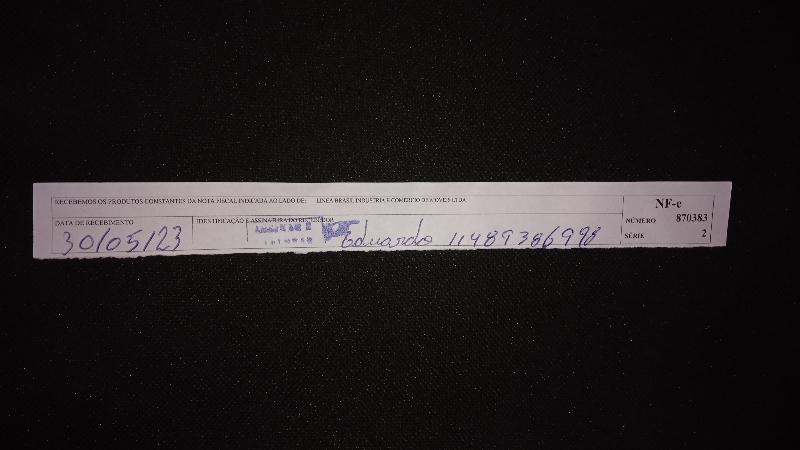 RECEBEMOS OS PRODUTOS CONSTANTES DA NOTA FISCAL INDICADA AO LADO DE: LINEA BRASIL INDUSTRIA E COMERCIO DE MOVEIS LTDA
NF-e
DATA DE RECEBIMENTO
IDENTIFICAÇÃO E ASSINATURA DO RECEBEDOR
NÚMERO 870383
30/05/23
Eduardo 11489386998
SÉRIE 2